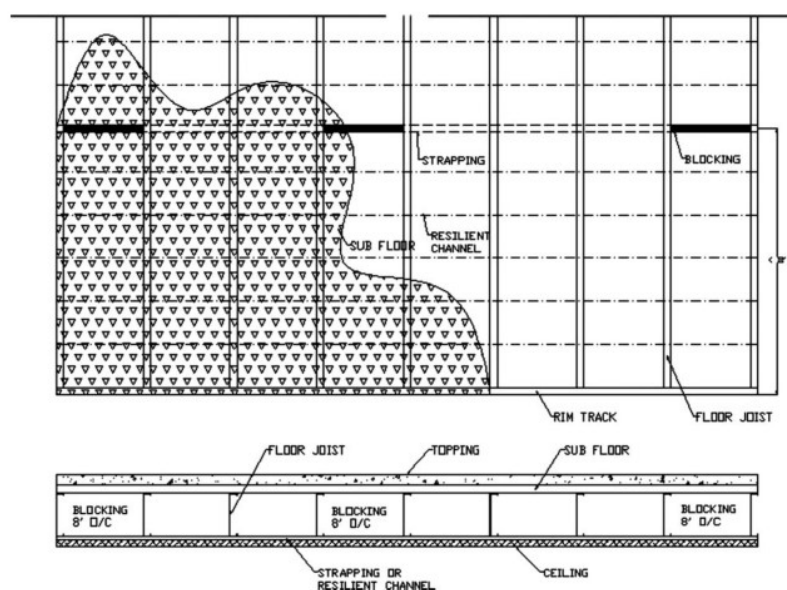 STRAPPING
BLOCKING
SUB FLOOR
RESILIENT
CHANNEL
RIM TRACK
FLOOR JOIST
FLOOR JOIST
TOPPING
SUB FLOOR
BLOCKING
8' O/C
BLOCKING
8' O/C
BLOCKING
8' O/C
STRAPPING OR
RESILIENT CHANNEL
CEILING